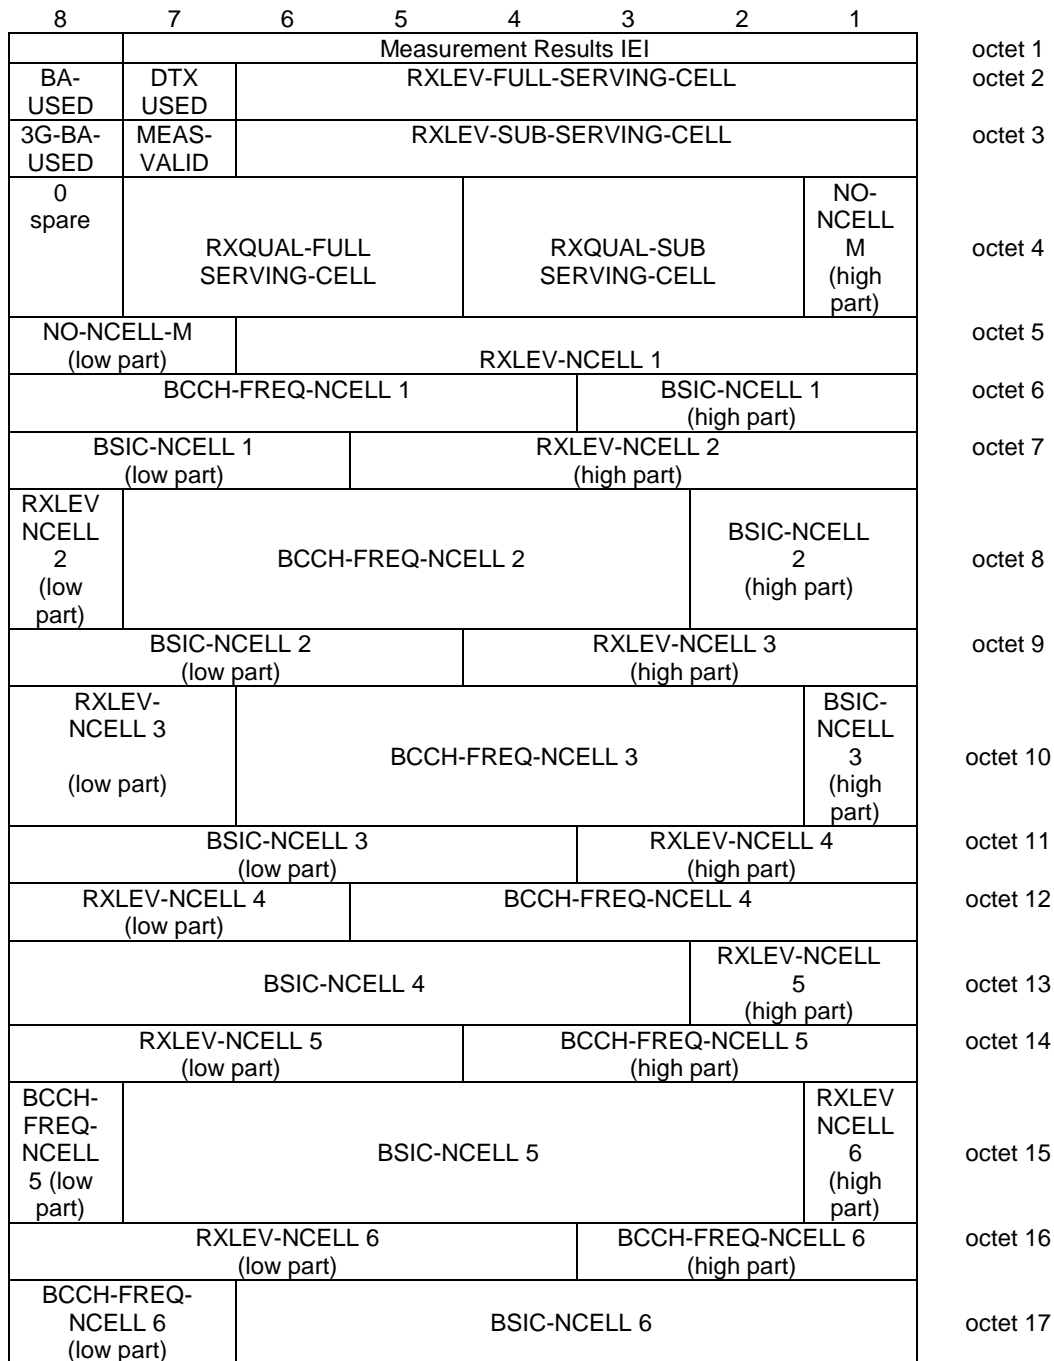 8 7 6 5 4 3 2 1
Measurement Results IEI octet 1
BA- DTX RXLEV-FULL-SERVING-CELL octet 2
USED USED
3G-BA- MEAS- RXLEV-SUB-SERVING-CELL octet 3
USED VALID
0 NO-
spare NCELL
RXQUAL-FULL RXQUAL-SUB M octet 4
SERVING-CELL SERVING-CELL (high
part)
NO-NCELL-M octet 5
(low part) RXLEV-NCELL 1
BCCH-FREQ-NCELL 1 BSIC-NCELL 1 octet 6
(high part)
BSIC-NCELL 1 RXLEV-NCELL 2 octet 7
(low part) (high part)
RXLEV
NCELL BSIC-NCELL
2 BCCH-FREQ-NCELL 2 2 octet 8
(low (high part)
part)
BSIC-NCELL 2 RXLEV-NCELL 3 octet 9
(low part) (high part)
RXLEV- BSIC-
NCELL 3 NCELL
BCCH-FREQ-NCELL 3 3 octet 10
(low part) (high
part)
BSIC-NCELL 3 RXLEV-NCELL 4 octet 11
(low part) (high part)
RXLEV-NCELL 4 BCCH-FREQ-NCELL 4 octet 12
(low part)
RXLEV-NCELL
BSIC-NCELL 4 5 octet 13
(high part)
RXLEV-NCELL 5 BCCH-FREQ-NCELL 5 octet 14
(low part) (high part)
BCCH- RXLEV
FREQ- NCELL
NCELL BSIC-NCELL 5 6 octet 15
5 (low (high
part) part)
RXLEV-NCELL 6 BCCH-FREQ-NCELL 6 octet 16
(low part) (high part)
BCCH-FREQ-
NCELL 6 BSIC-NCELL 6 octet 17
(low part)